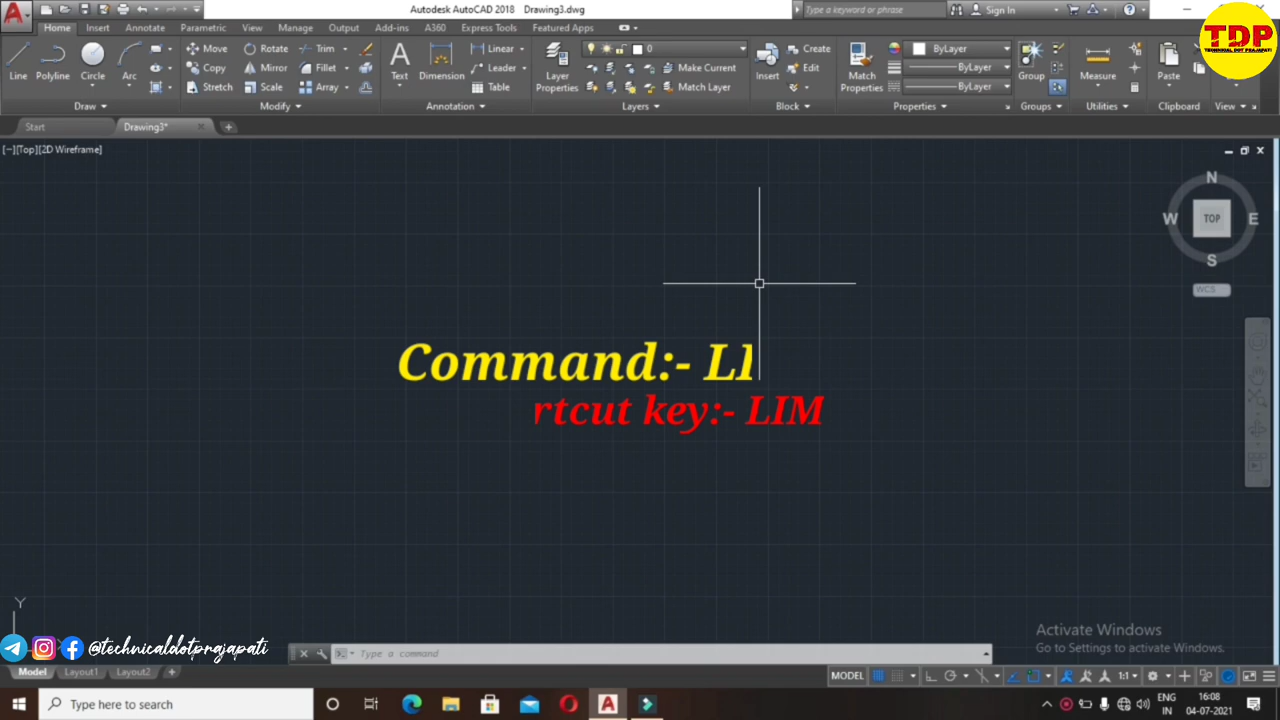 Autodesk AutoCAD 2018 Drawing3.dwg
Type a keyword or phrase
Sign In
TDP
TECHNICAL DOT PRAJAPATI
Home Insert Annotate Parametric View Manage Output Add-ins A360 Express Tools Featured Apps
Line Polyline Circle Arc
Move Rotate Trim
Copy Mirror Fillet
Stretch Scale Array
Text Dimension
Linear
Leader
Table
Layer Properties
0
Make Current
Match Layer
Insert
Create
Edit
Match Properties
ByLayer
ByLayer
ByLayer
Group
Measure
Paste
Draw Modify Annotation Layers Block Properties Groups Utilities Clipboard View
Start Drawing3*
[−][Top][2D Wireframe]
N
W TOP E
S
WCS
Command:- LI
rtcut key:- LIM
Y
Activate Windows
Go to Settings to activate Windows.
@technicaldotprajapati
Type a command
Model Layout1 Layout2
MODEL 1:1
Type here to search
ENG
IN
16:08
04-07-2021